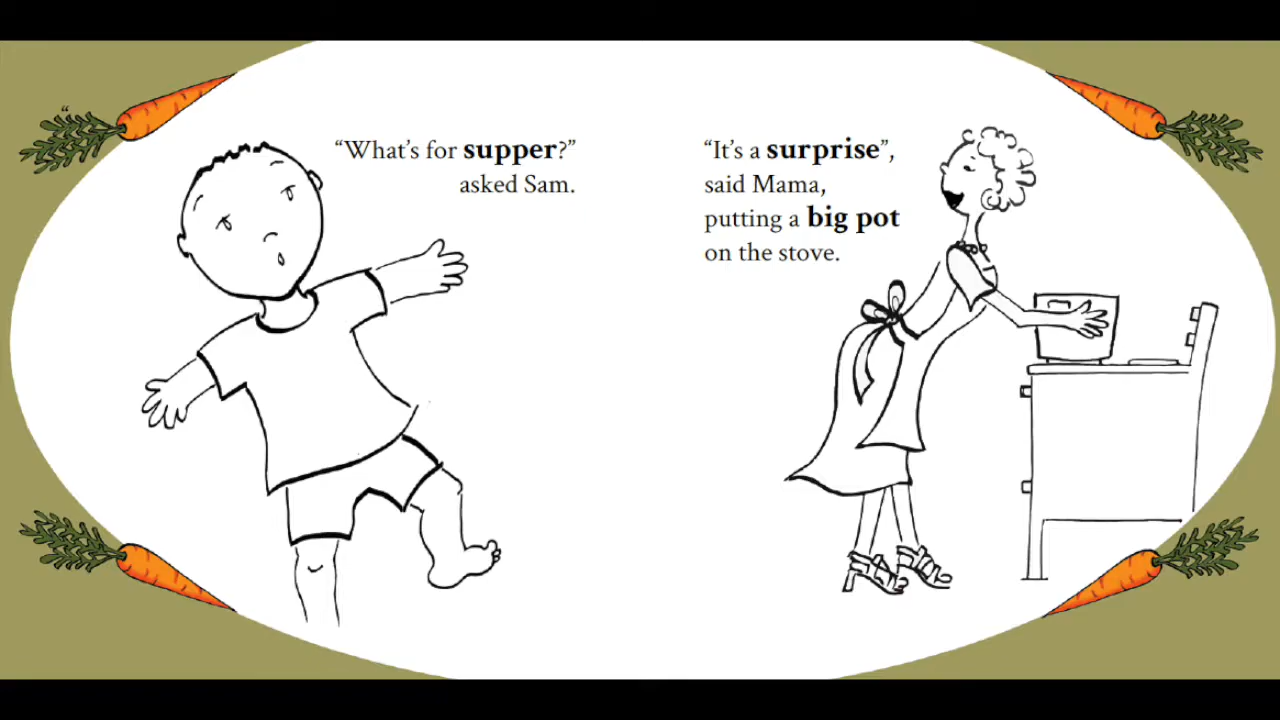 “What’s for supper?”
asked Sam.
“It’s a surprise”,
said Mama,
putting a big pot
on the stove.
“